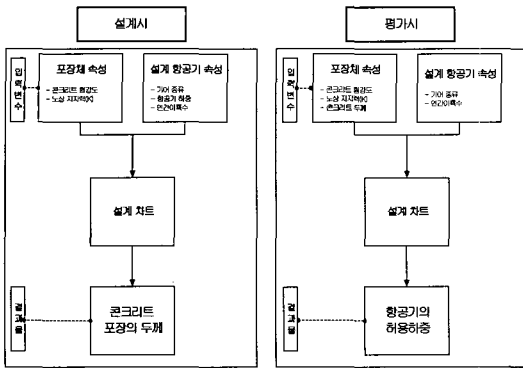 설계시
입력변수
포장체 속성
- 콘크리트 휨강도
- 노상 지지력(K)
설계 항공기 속성
- 기어 종류
- 항공기 하중
- 연간이륙수
설계 차트
결과물
콘크리트
포장의 두께
평가시
입력변수
포장체 속성
- 콘크리트 휨강도
- 노상 지지력(K)
- 콘크리트 두께
설계 항공기 속성
- 기어 종류
- 연간이륙수
설계 차트
결과물
항공기의
허용하중